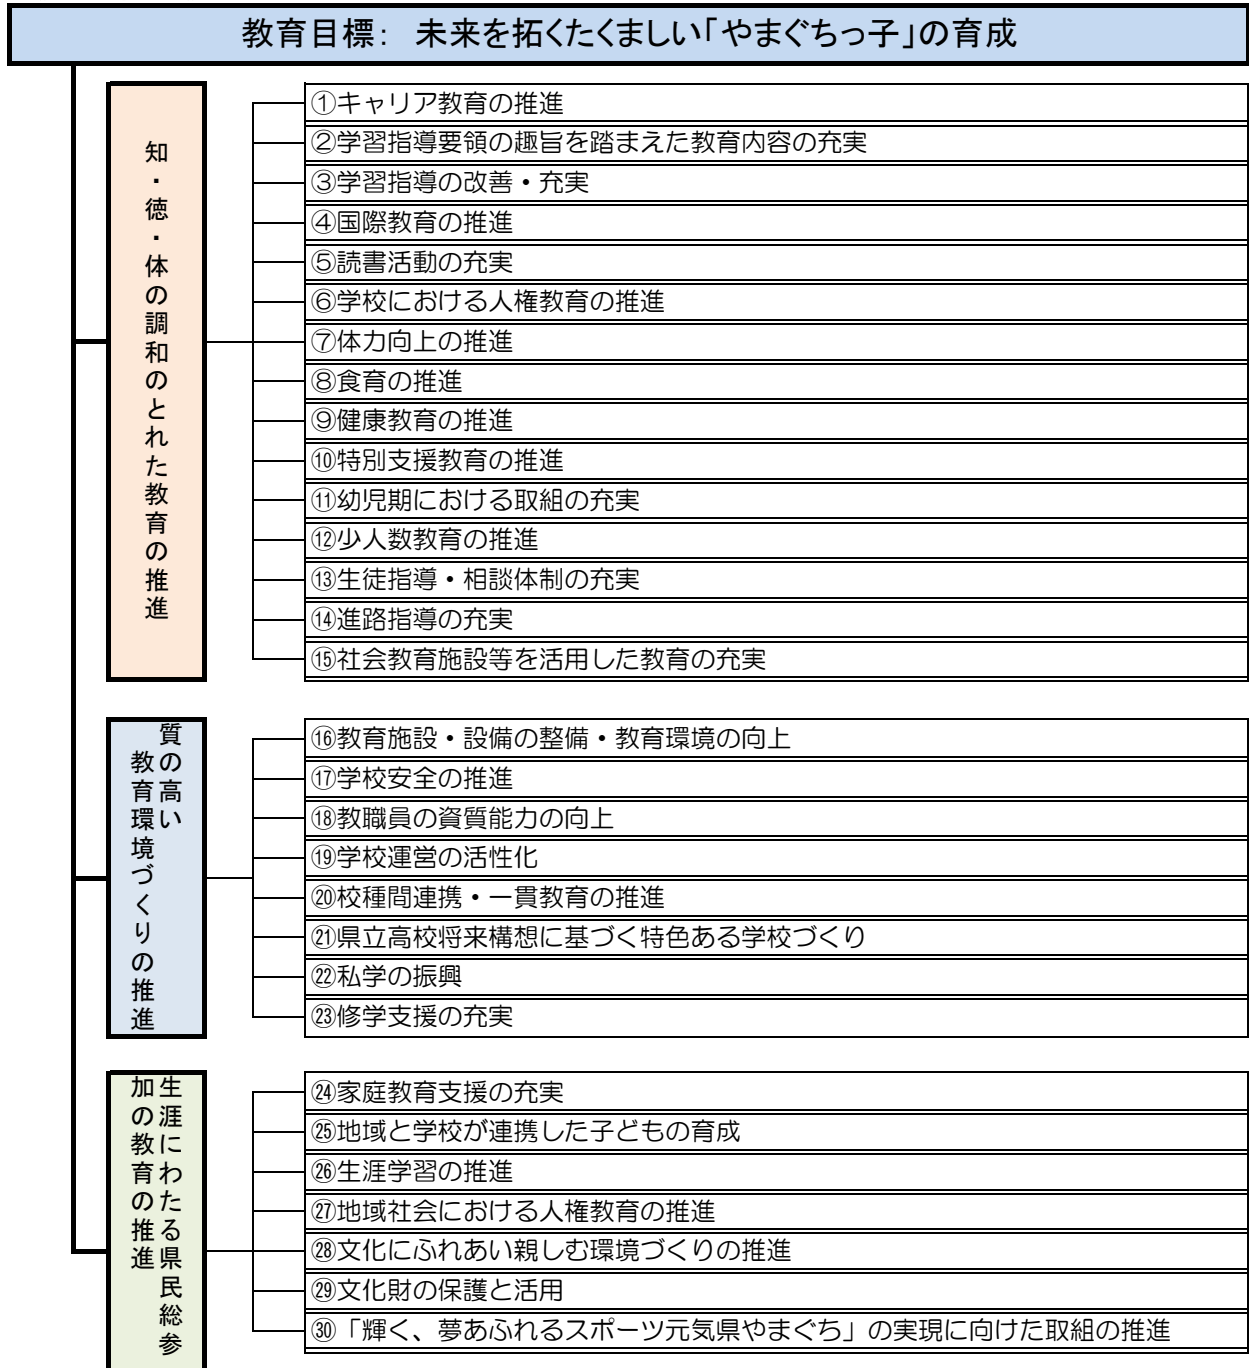 教育目標： 未来を拓くたくましい「やまぐちっ子」の育成
知・徳・体の調和のとれた教育の推進
①キャリア教育の推進
②学習指導要領の趣旨を踏まえた教育内容の充実
③学習指導の改善・充実
④国際教育の推進
⑤読書活動の充実
⑥学校における人権教育の推進
⑦体力向上の推進
⑧食育の推進
⑨健康教育の推進
⑩特別支援教育の推進
⑪幼児期における取組の充実
⑫少人数教育の推進
⑬生徒指導・相談体制の充実
⑭進路指導の充実
⑮社会教育施設等を活用した教育の充実
質の高い
教育環境づくりの推進
⑯教育施設・設備の整備・教育環境の向上
⑰学校安全の推進
⑱教職員の資質能力の向上
⑲学校運営の活性化
⑳校種間連携・一貫教育の推進
㉑県立高校将来構想に基づく特色ある学校づくり
㉒私学の振興
㉓修学支援の充実
生涯にわたる県民総参
加の教育の推進
㉔家庭教育支援の充実
㉕地域と学校が連携した子どもの育成
㉖生涯学習の推進
㉗地域社会における人権教育の推進
㉘文化にふれあい親しむ環境づくりの推進
㉙文化財の保護と活用
㉚「輝く、夢あふれるスポーツ元気県やまぐち」の実現に向けた取組の推進